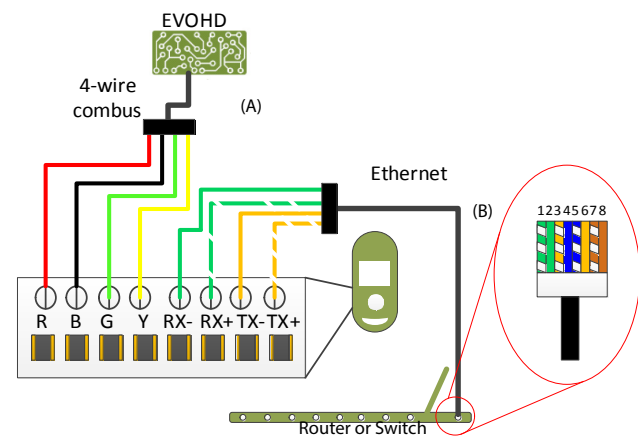 EVOHD
4-wire
combus
(A)
Ethernet
(B)
12345678
R B G Y RX- RX+ TX- TX+
Router or Switch